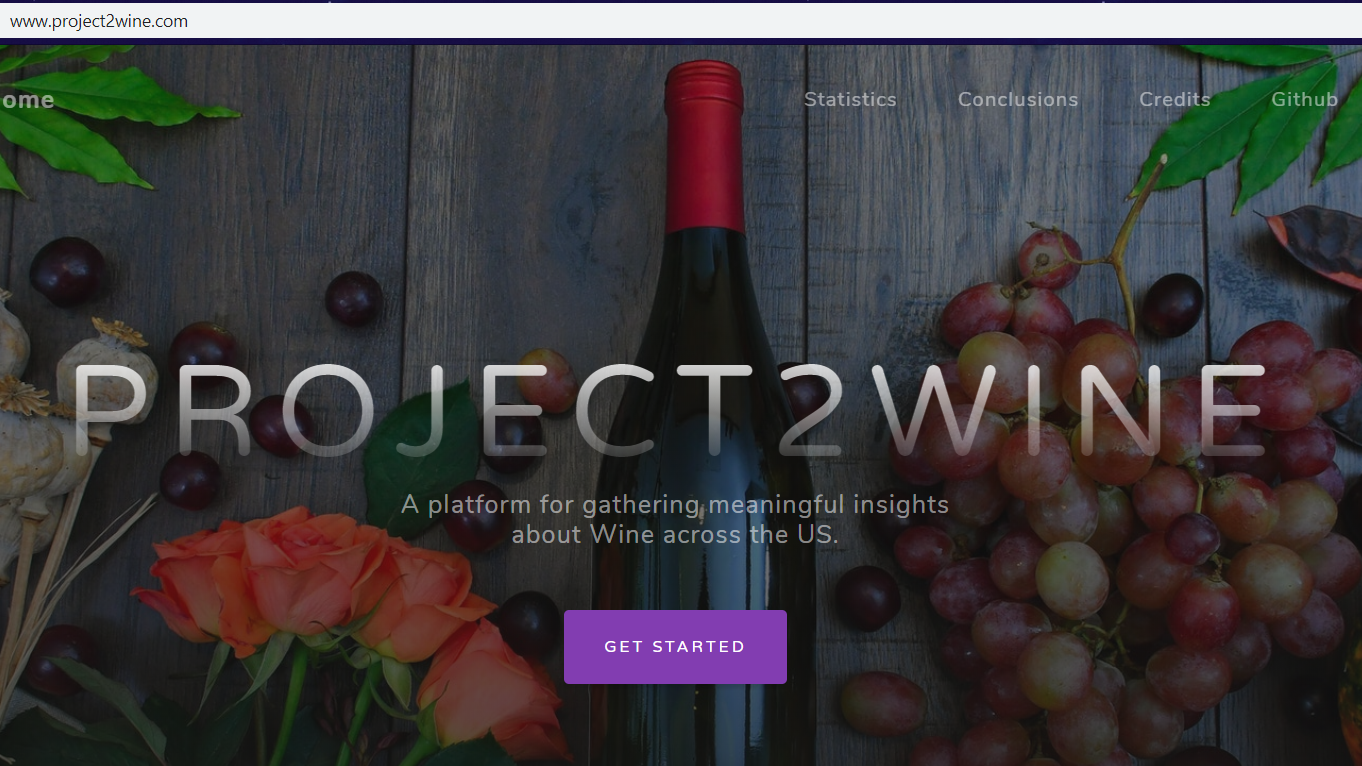 www.project2wine.com
ome
Statistics
Conclusions
Credits
Github
PROJECT2WINE
A platform for gathering meaningful insights
about Wine across the US.
GET STARTED